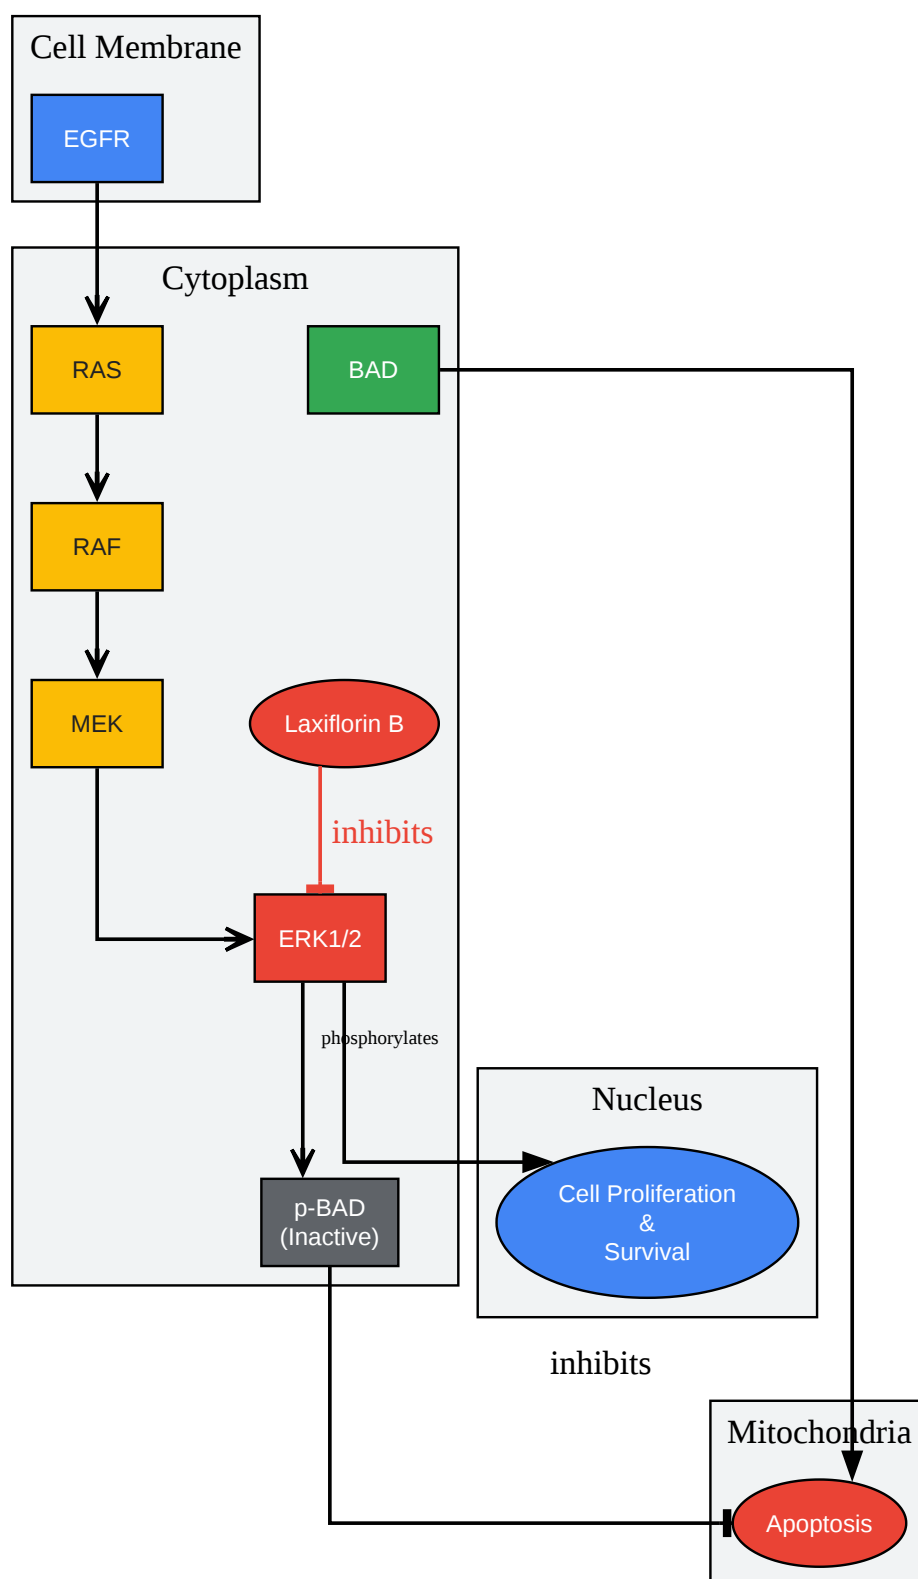 Cell Membrane
EGFR
Cytoplasm
RAS
BAD
RAF
MEK
Laxiflorin B
inhibits
ERK1/2
phosphorylates
Nucleus
p-BAD
(Inactive)
Cell Proliferation
&
Survival
inhibits
Mitochondria
Apoptosis